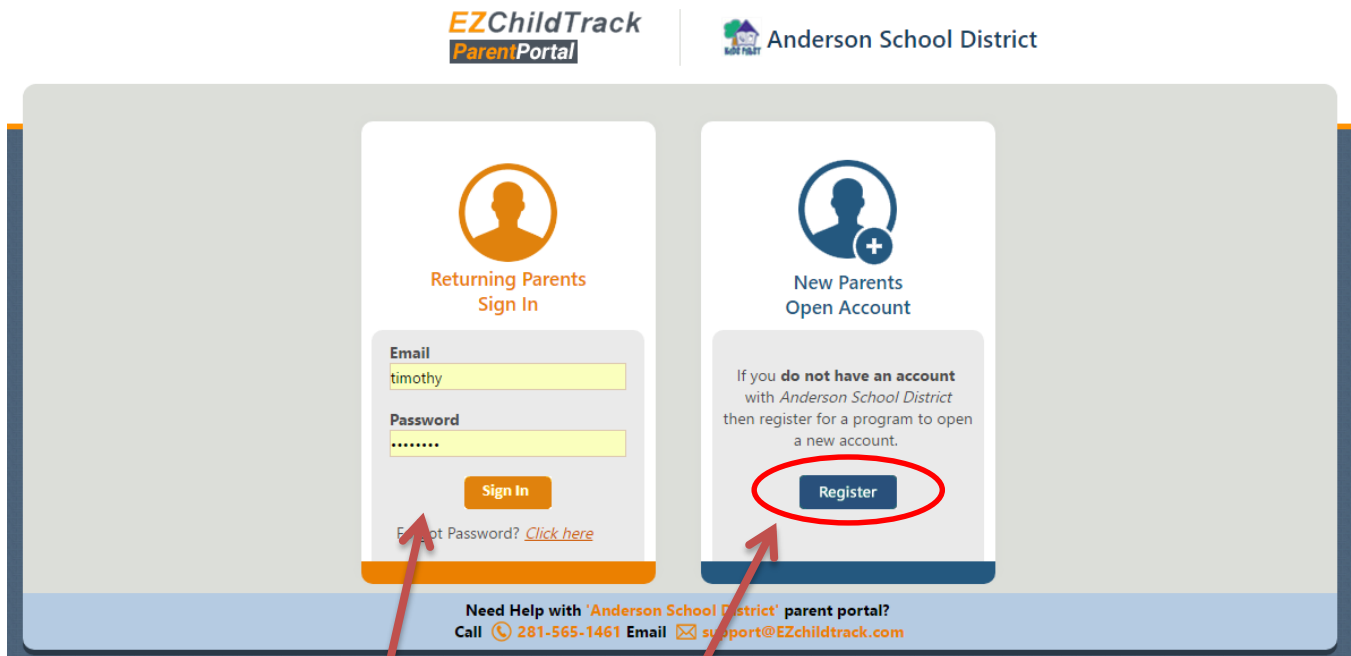 EZChildTrack
ParentPortal
Anderson School District
Returning Parents
Sign In
Email
timothy
Password
••••••••
Sign In
Forgot Password? Click here
New Parents
Open Account
If you do not have an account
with Anderson School District
then register for a program to open
a new account.
Register
Need Help with 'Anderson School District' parent portal?
Call 281-565-1461 Email support@EZchildtrack.com